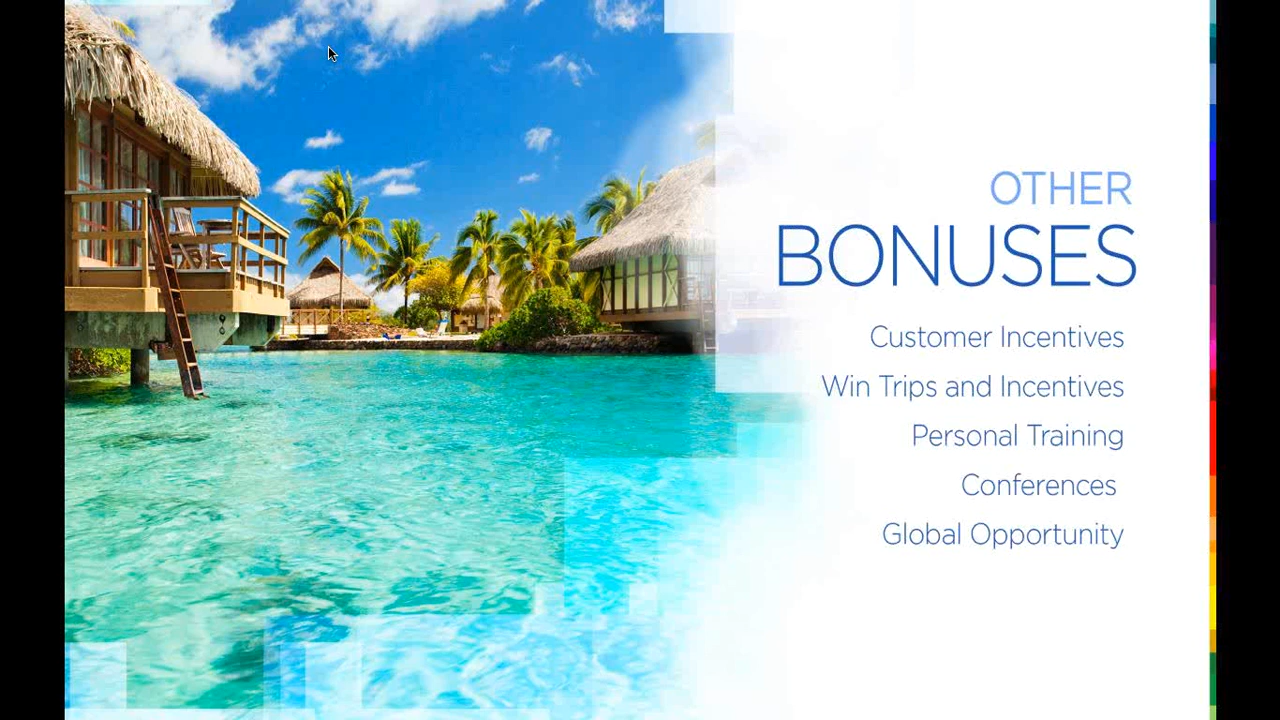 OTHER
BONUSES
Customer Incentives
Win Trips and Incentives
Personal Training
Conferences
Global Opportunity